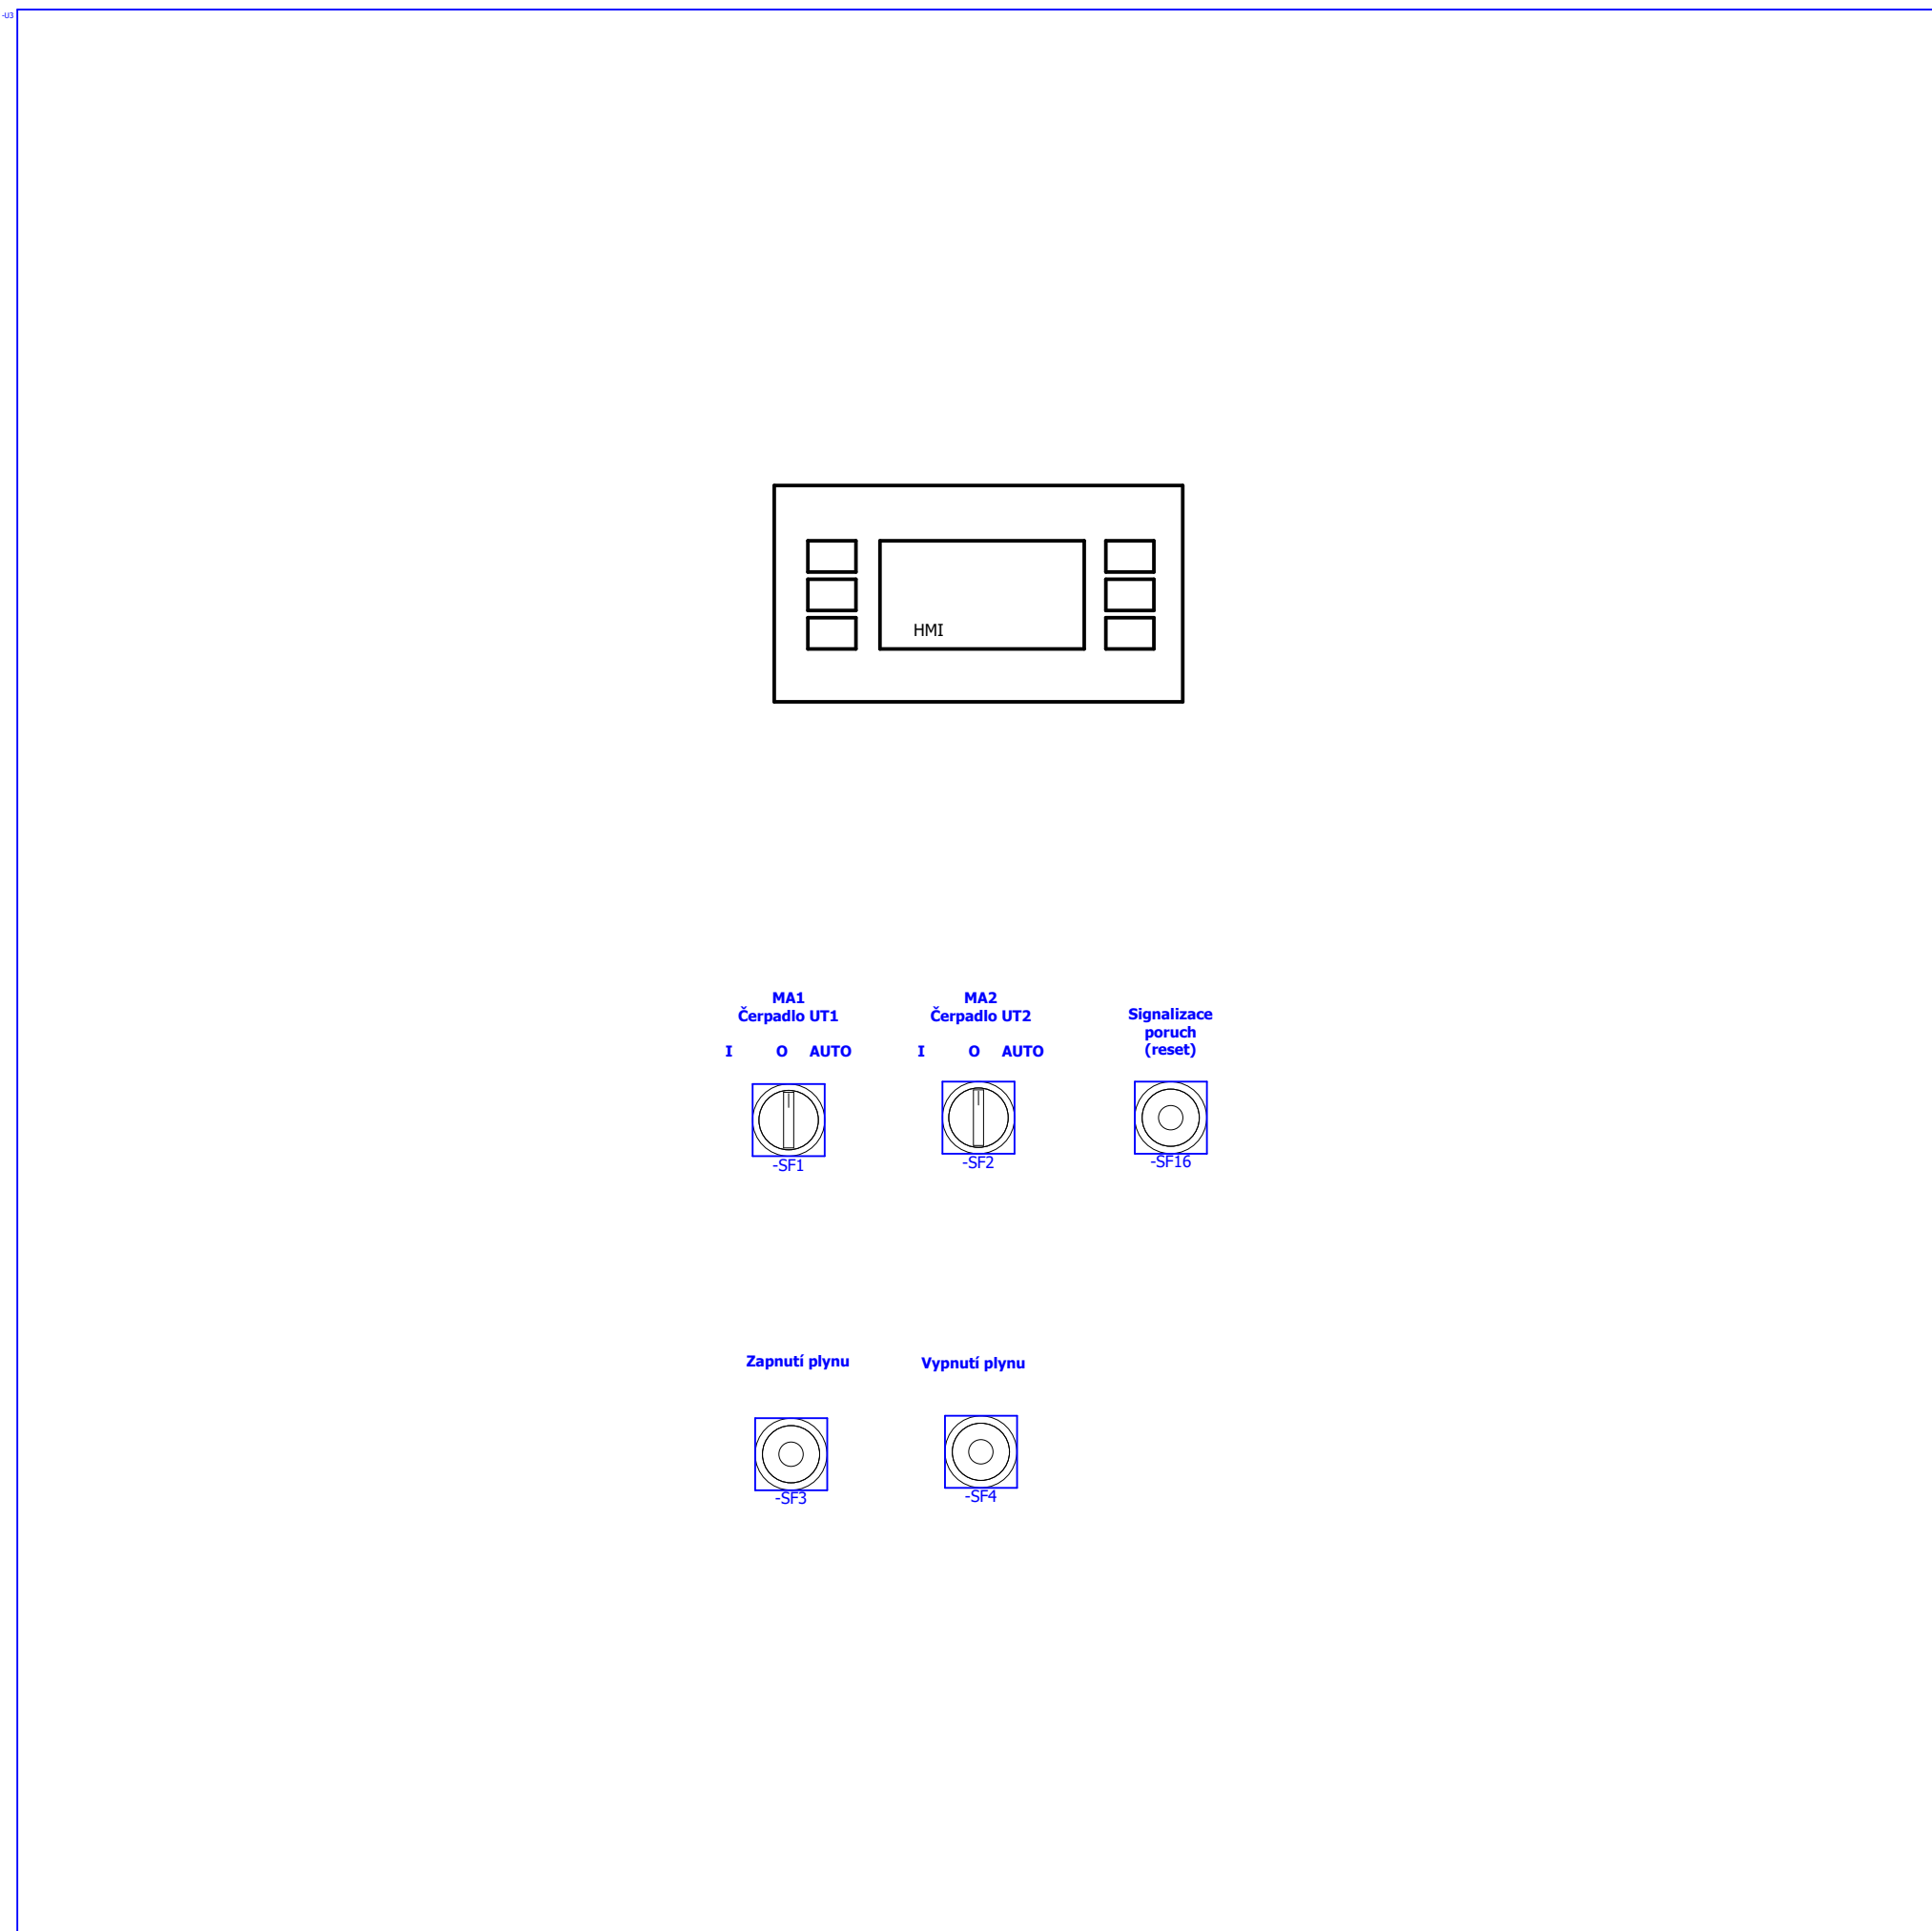 -U3
HMI
MA1
Čerpadlo UT1
I O AUTO
-SF1
MA2
Čerpadlo UT2
I O AUTO
-SF2
Signalizace
poruch
(reset)
-SF16
Zapnutí plynu
-SF3
Vypnutí plynu
-SF4